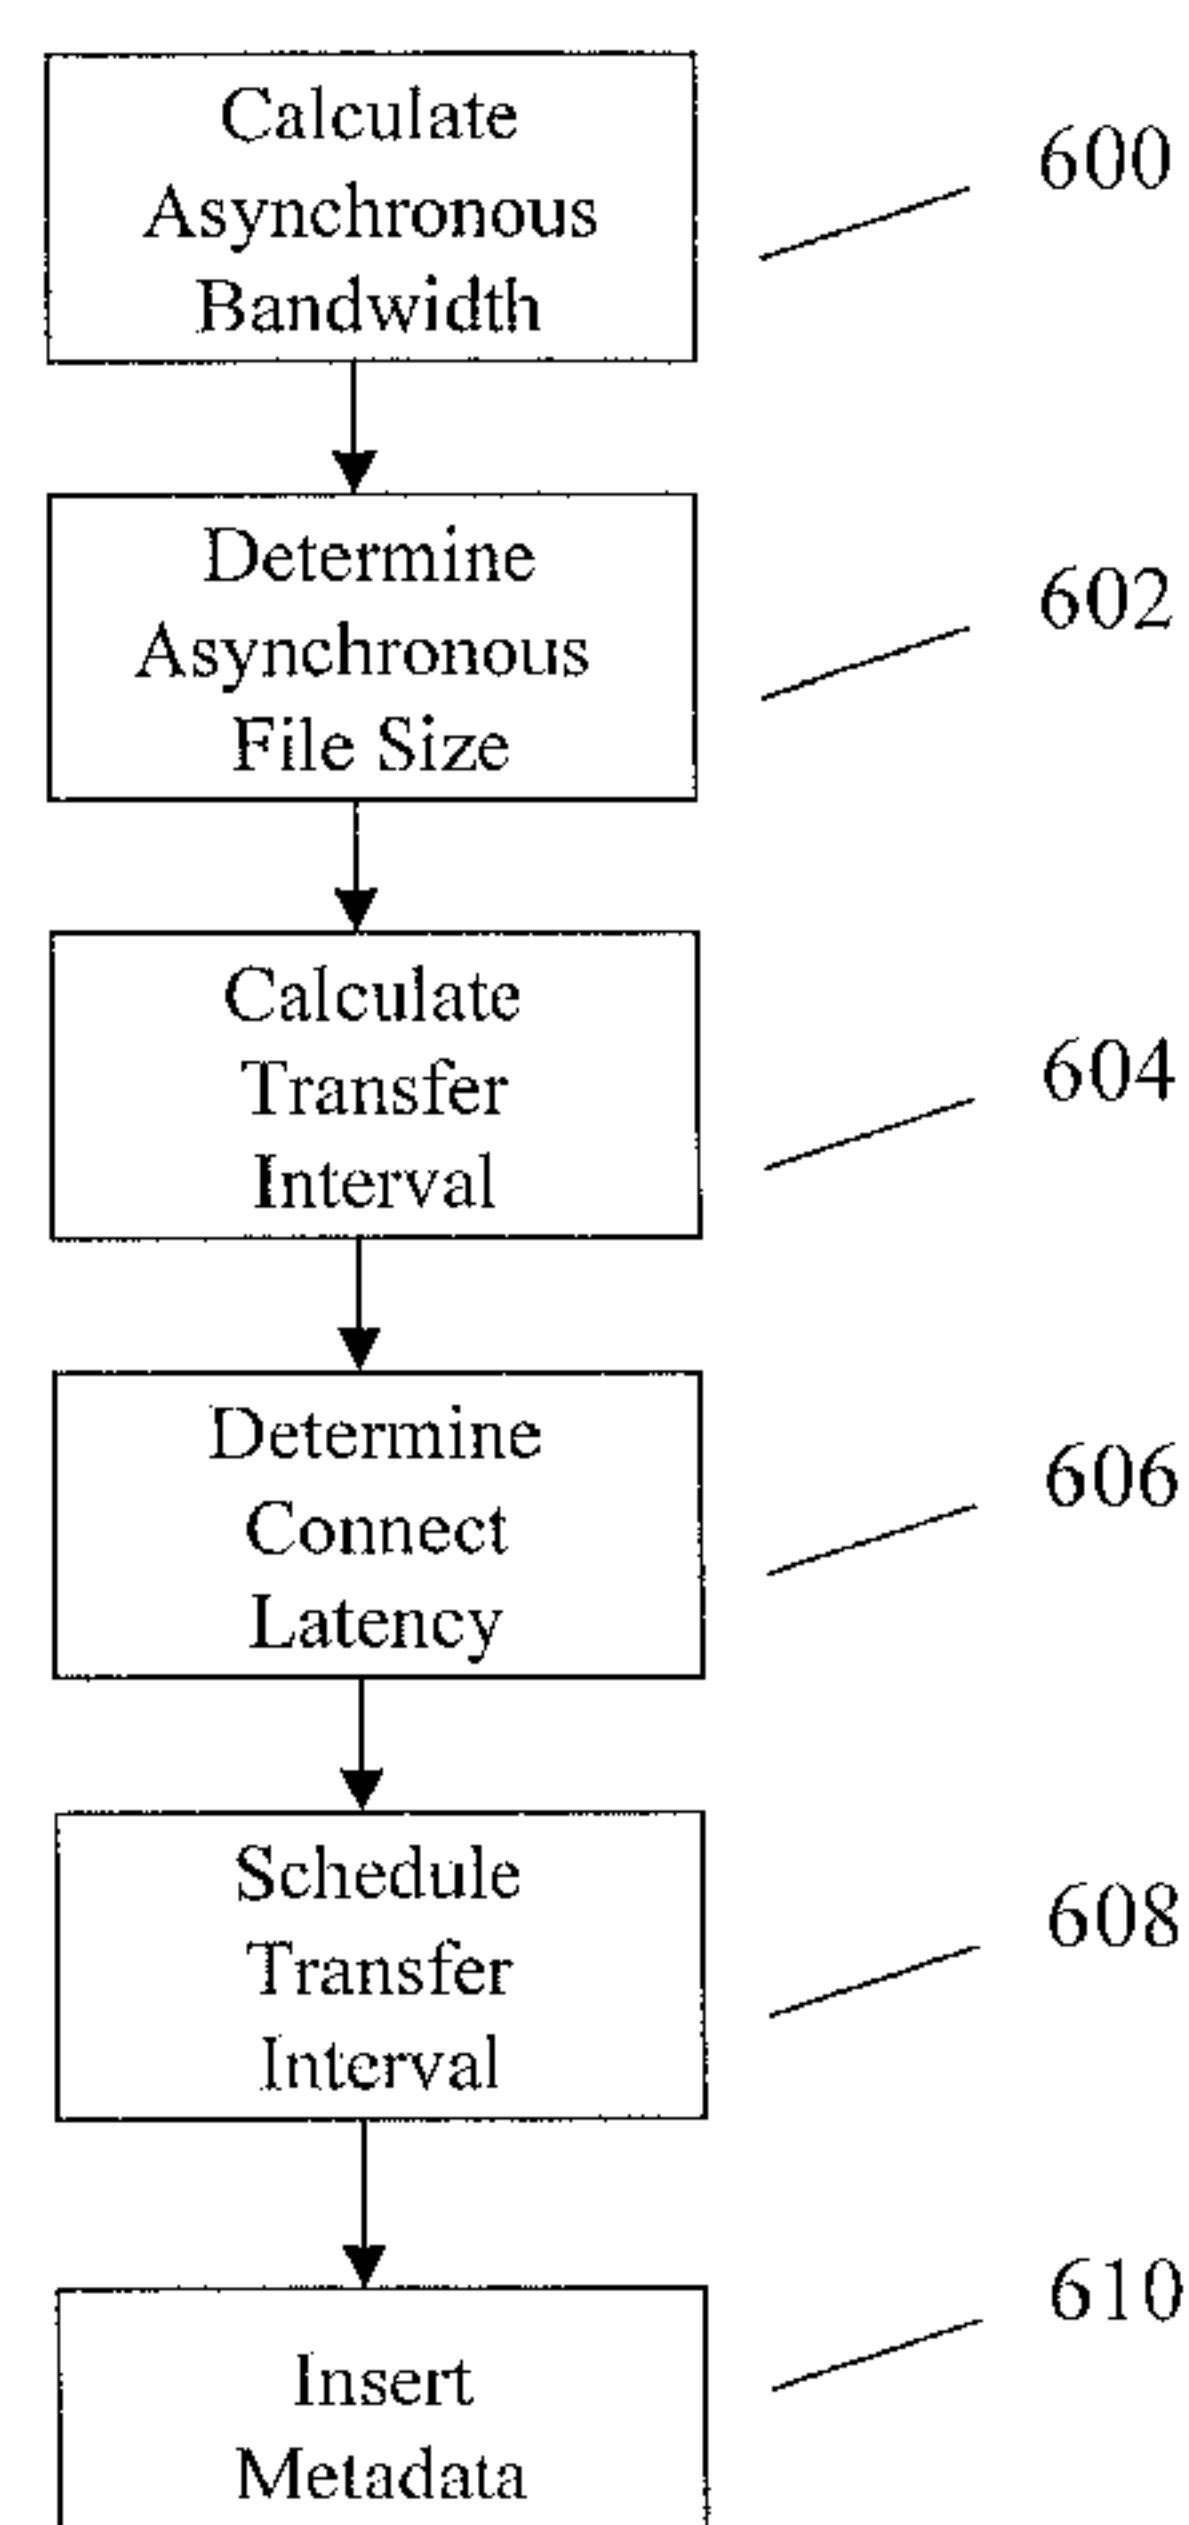 Calculate
Asynchronous
Bandwidth
600
Determine
Asynchronous
File Size
602
Calculate
Transfer
Interval
604
Determine
Connect
Latency
606
Schedule
Transfer
Interval
608
Insert
Metadata
610